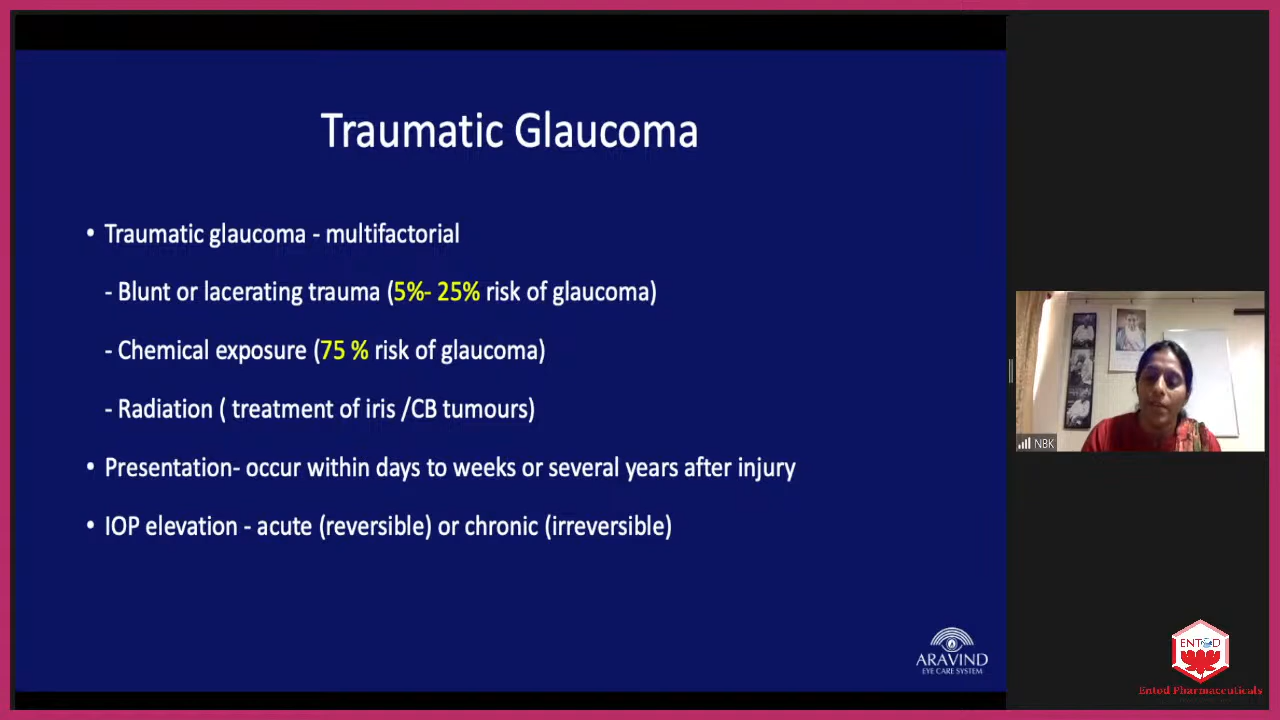 Traumatic Glaucoma
• Traumatic glaucoma - multifactorial
- Blunt or lacerating trauma (5%- 25% risk of glaucoma)
- Chemical exposure (75 % risk of glaucoma)
- Radiation ( treatment of iris /CB tumours)
• Presentation- occur within days to weeks or several years after injury
• IOP elevation - acute (reversible) or chronic (irreversible)
ARAVIND
EYE CARE SYSTEM
NBK
ENTOD
Entod Pharmaceuticals